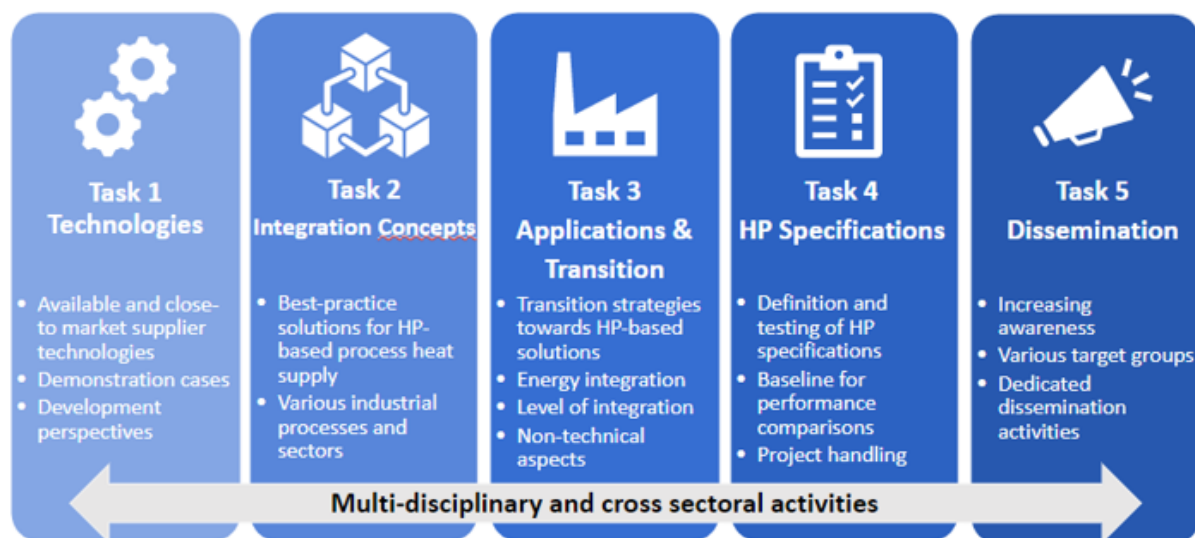 Task 1
Technologies
• Available and close-
to market supplier
technologies
• Demonstration cases
• Development
perspectives
Task 2
Integration Concepts
• Best-practice
solutions for HP-
based process heat
supply
• Various industrial
processes and
sectors
Task 3
Applications &
Transition
• Transition strategies
towards HP-based
solutions
• Energy integration
• Level of integration
• Non-technical
aspects
Task 4
HP Specifications
• Definition and
testing of HP
specifications
• Baseline for
performance
comparisons
• Project handling
Task 5
Dissemination
• Increasing
awareness
• Various target groups
• Dedicated
dissemination
activities
Multi-disciplinary and cross sectoral activities